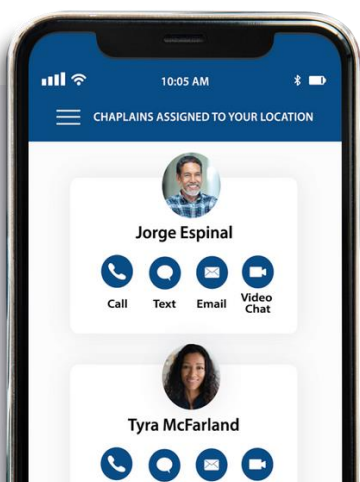 10:05 AM
CHAPLAINS ASSIGNED TO YOUR LOCATION
Jorge Espinal
Call Text Email Video Chat
Tyra McFarland